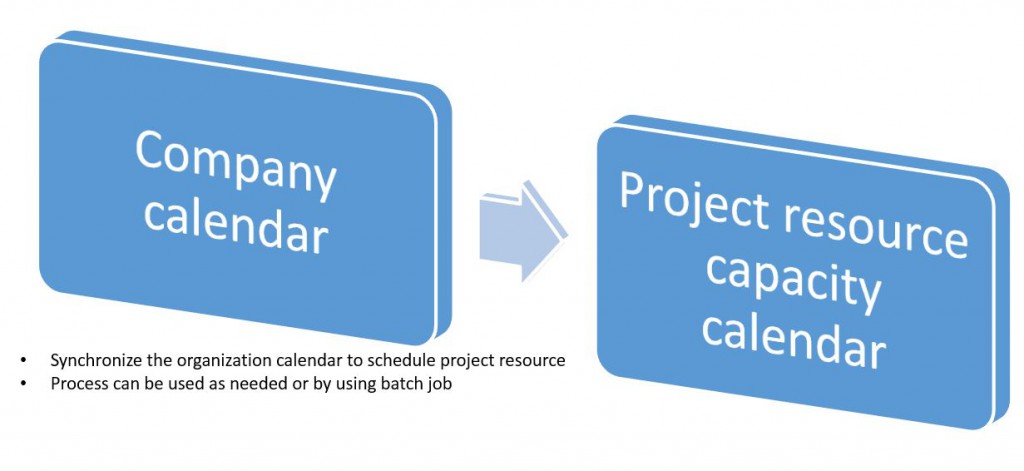 Company
calendar
Project resource
capacity
calendar
• Synchronize the organization calendar to schedule project resource
• Process can be used as needed or by using batch job